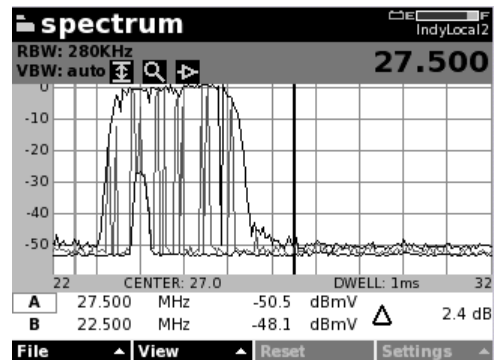 spectrum
E F
IndyLocal2
RBW: 280KHz
VBW: auto
27.500
0
-10
-20
-30
-40
-50
22 CENTER: 27.0 DWELL: 1ms 32
A 27.500 MHz -50.5 dBmV
B 22.500 MHz -48.1 dBmV
Δ 2.4 dB
File View Reset Settings